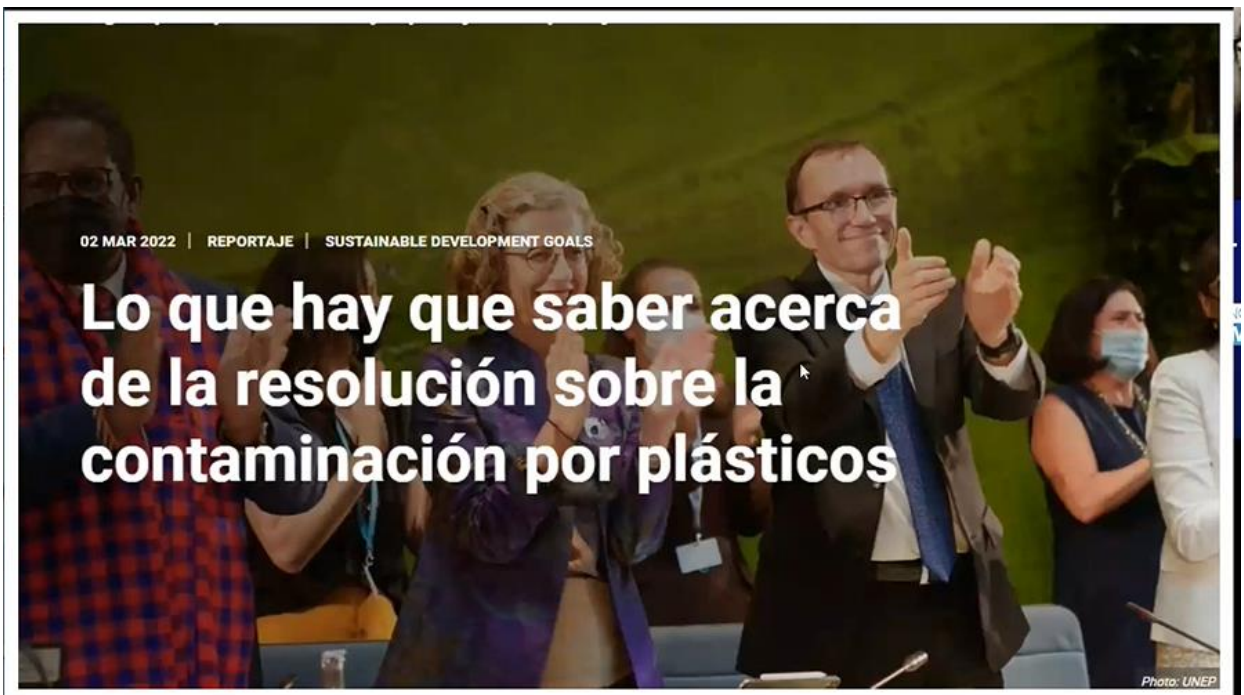 02 MAR 2022 | REPORTAJE | SUSTAINABLE DEVELOPMENT GOALS
Lo que hay que saber acerca
de la resolución sobre la
contaminación por plásticos
Photo: UNEP